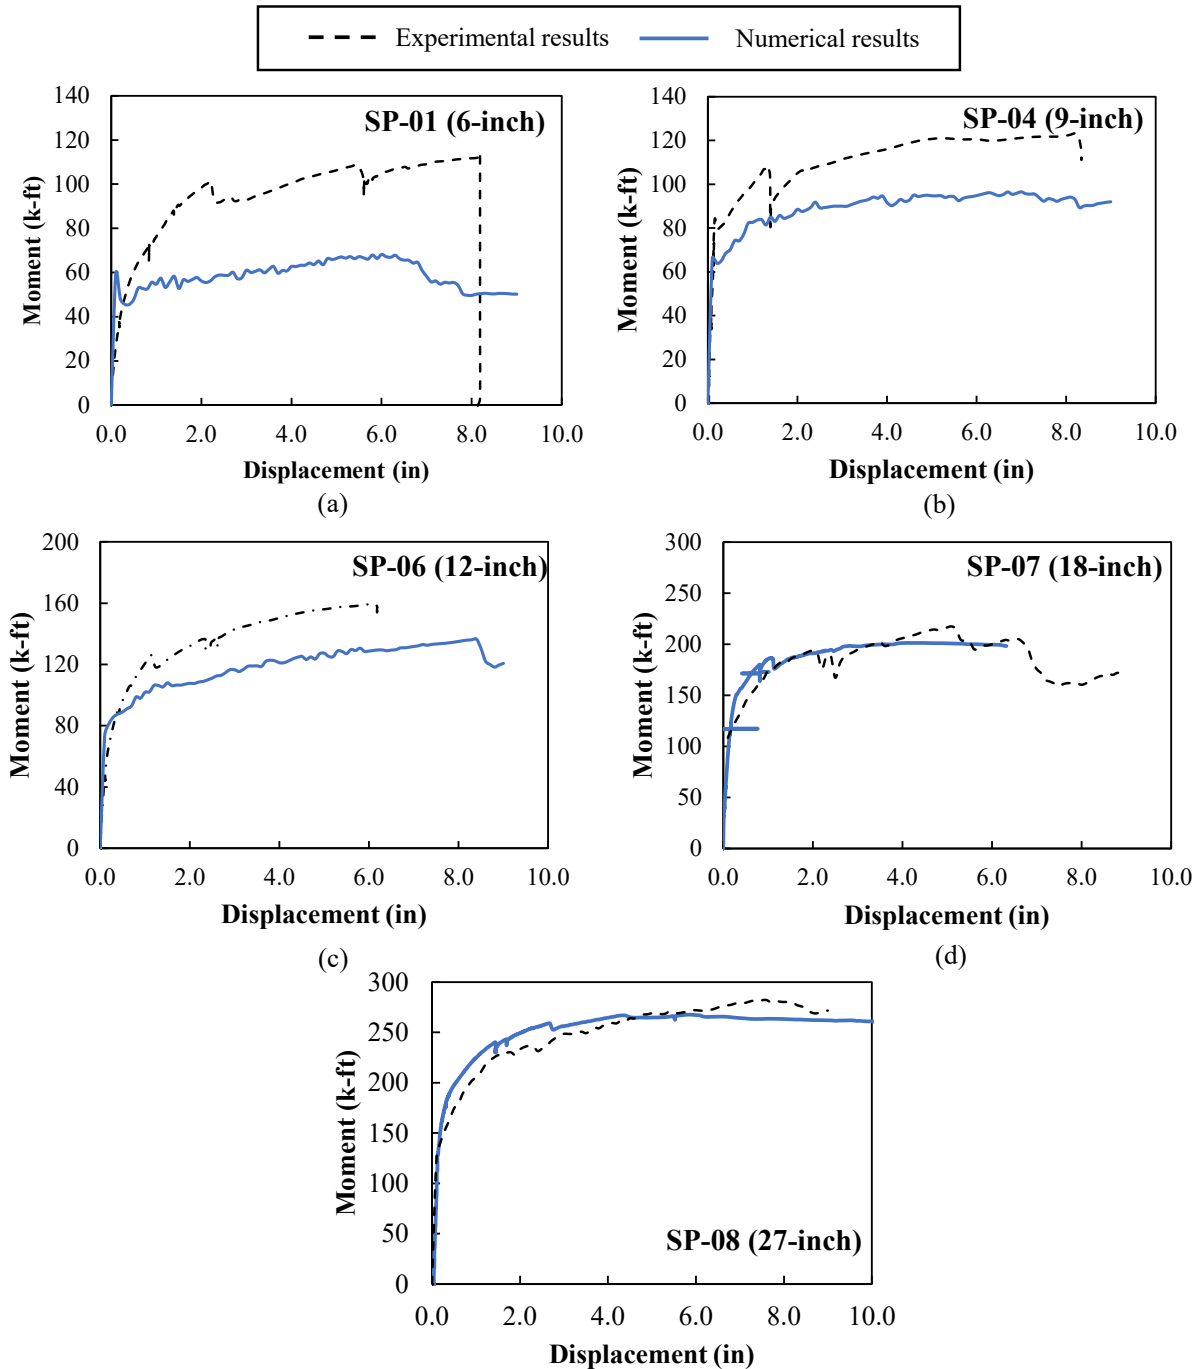 Experimental results Numerical results
SP-01 (6-inch)
Moment (k-ft)
140
120
100
80
60
40
20
0
0.0 2.0 4.0 6.0 8.0 10.0
Displacement (in)
(a)
SP-04 (9-inch)
Moment (k-ft)
140
120
100
80
60
40
20
0
0.0 2.0 4.0 6.0 8.0 10.0
Displacement (in)
(b)
SP-06 (12-inch)
Moment (k-ft)
200
160
120
80
40
0
0.0 2.0 4.0 6.0 8.0 10.0
Displacement (in)
(c)
SP-07 (18-inch)
Moment (k-ft)
300
250
200
150
100
50
0
0.0 2.0 4.0 6.0 8.0 10.0
Displacement (in)
(d)
Moment (k-ft)
300
250
200
150
100
50
0
SP-08 (27-inch)
0.0 2.0 4.0 6.0 8.0 10.0
Displacement (in)